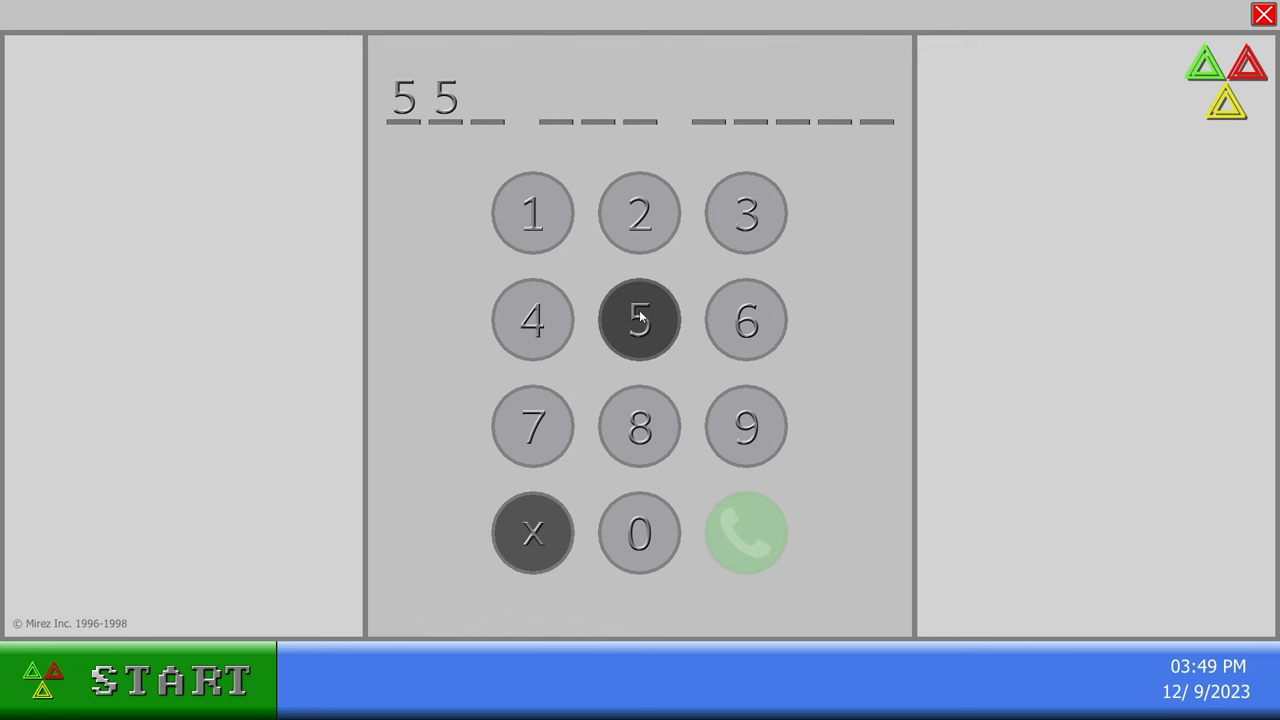 5 5 _ _ _ _ _ _ _ _ _
1 2 3
4 5 6
7 8 9
X 0
© Mirez Inc. 1996-1998
START
03:49 PM
12/ 9/2023